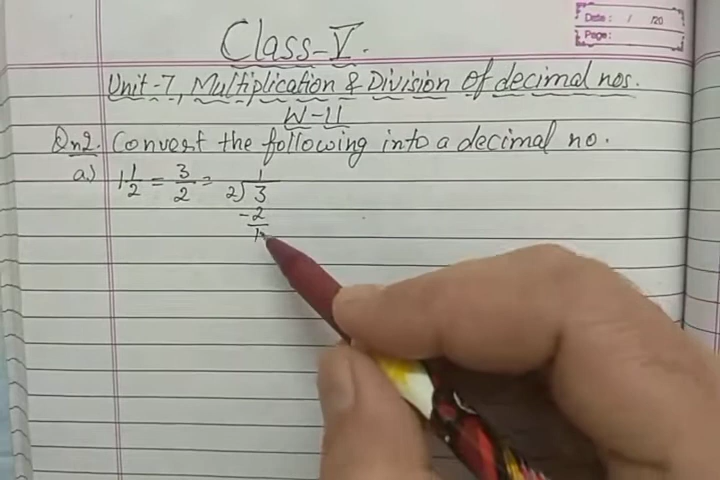 Date: / /20
Page:
Class-V.
Unit-7, Multiplication & Division of decimal nos.
W-11
Qn2. Convert the following into a decimal no.
a.) 1 1/2 = 3/2 = 1
2) 3
-2
1